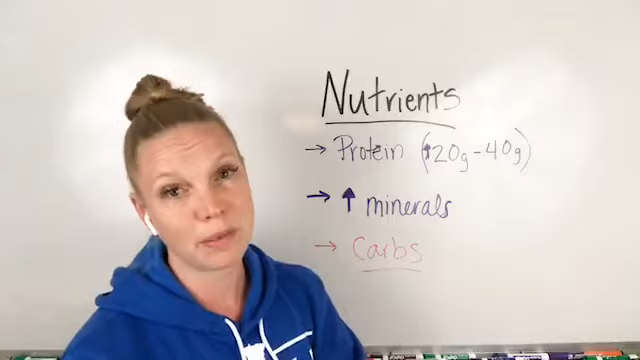 Nutrients
→ Protein (20g-40g)
→ ↑ minerals
→ Carbs